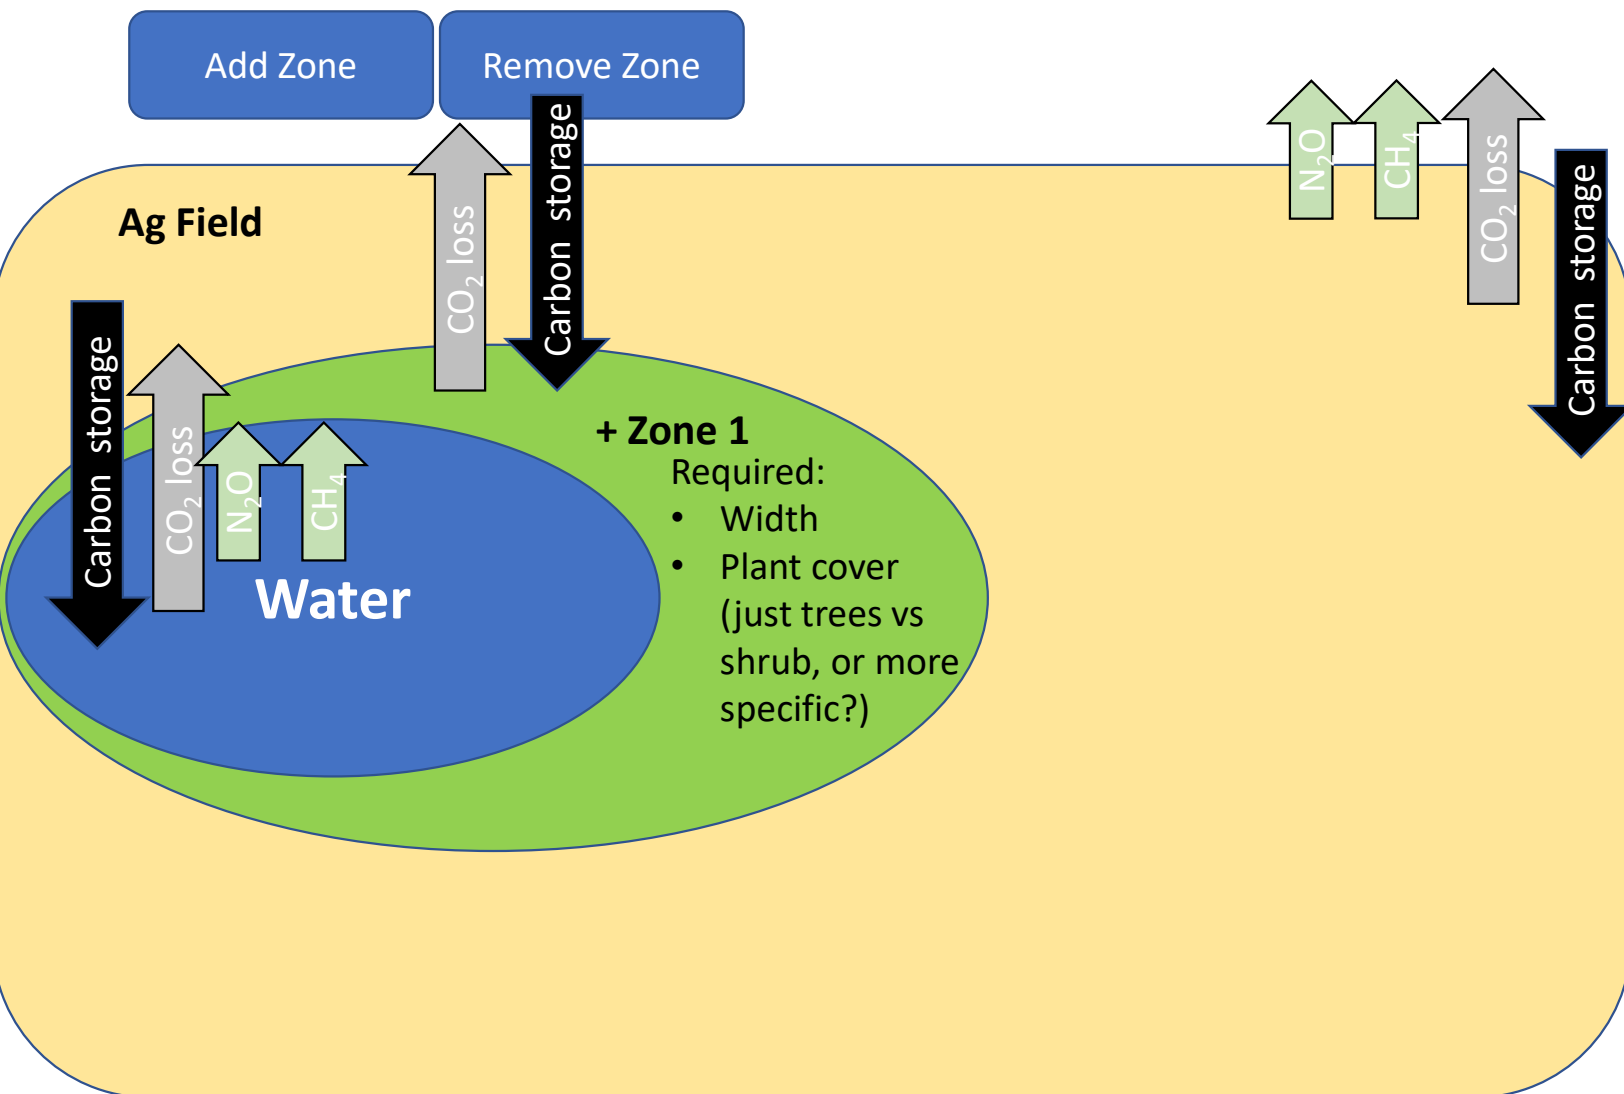 Add Zone
Remove Zone
Carbon storage
CO₂ loss
N₂O
CH₄
CO₂ loss
Carbon storage
Ag Field
Carbon storage
CO₂ loss
N₂O
CH₄
+ Zone 1
Required:
• Width
• Plant cover
(just trees vs
shrub, or more
specific?)
Water